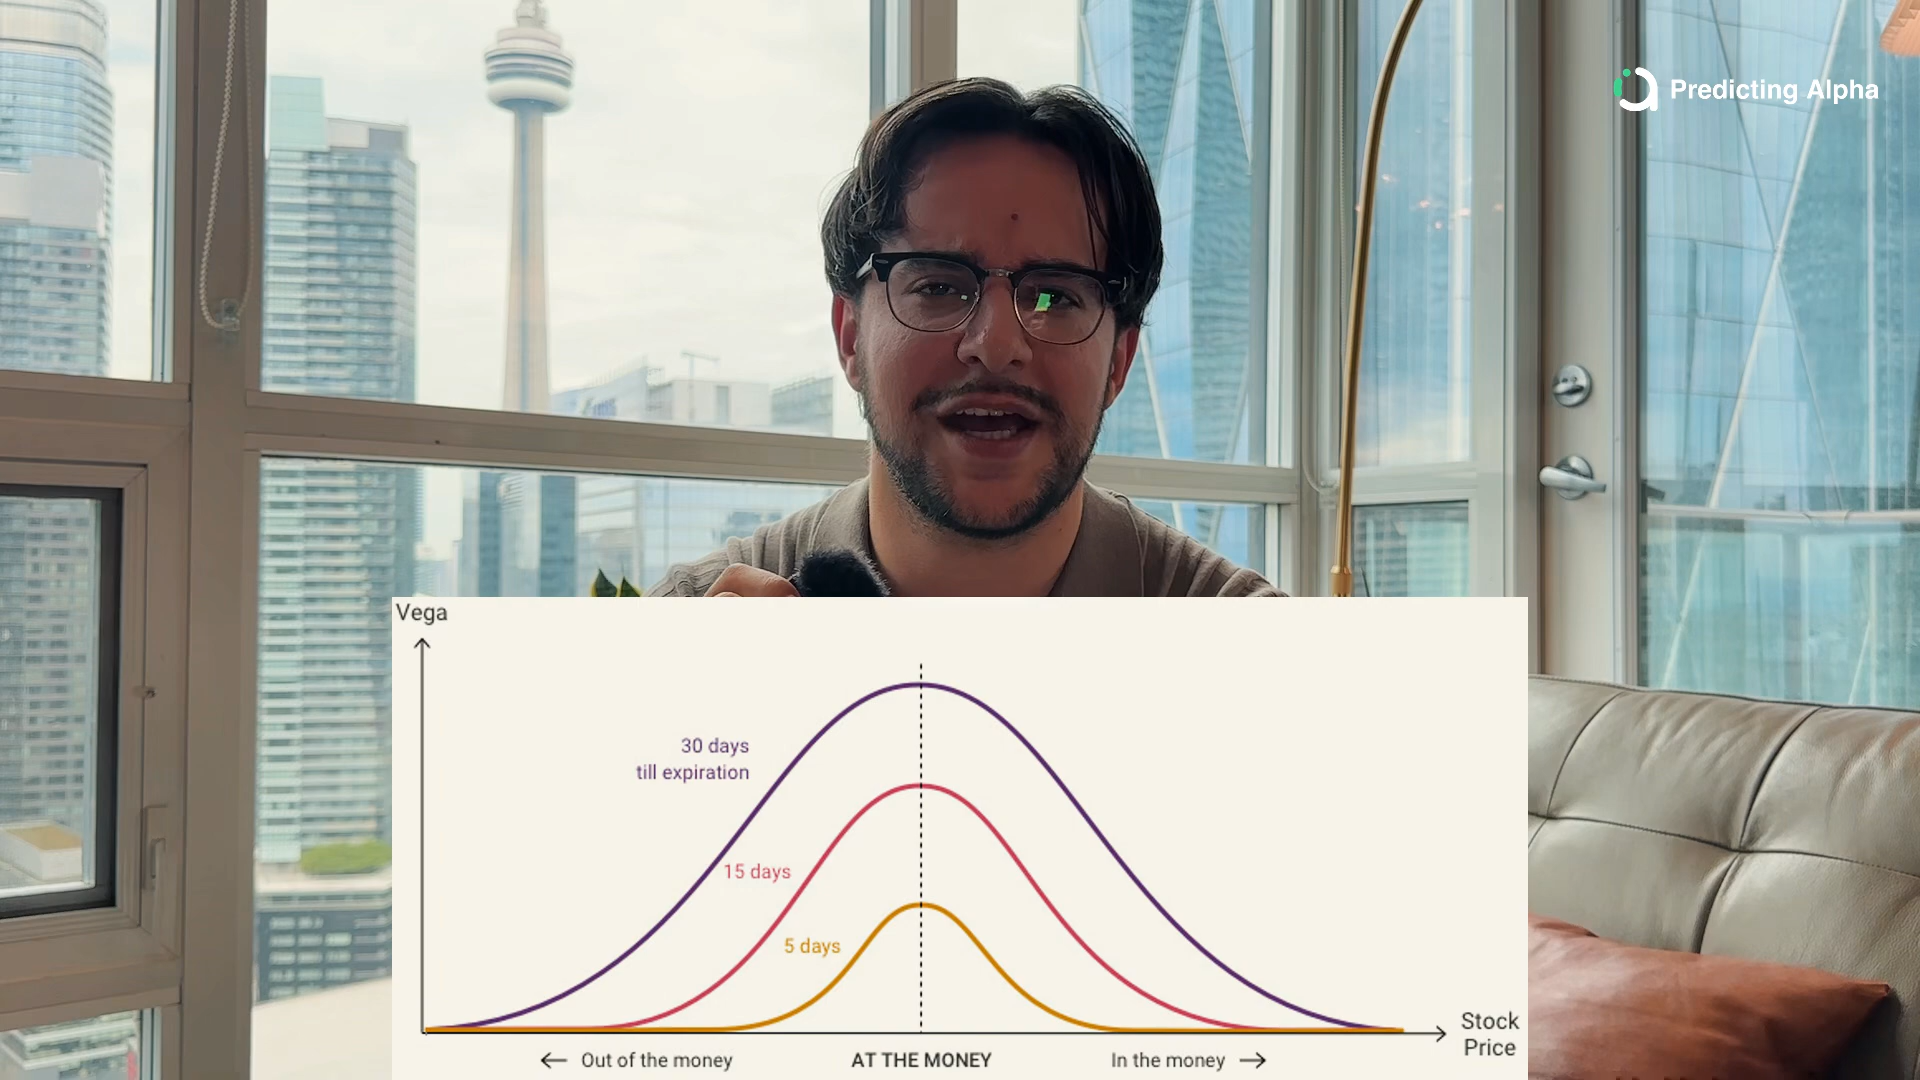 Predicting Alpha
Vega
30 days
till expiration
15 days
5 days
Stock
Price
← Out of the money
AT THE MONEY
In the money →